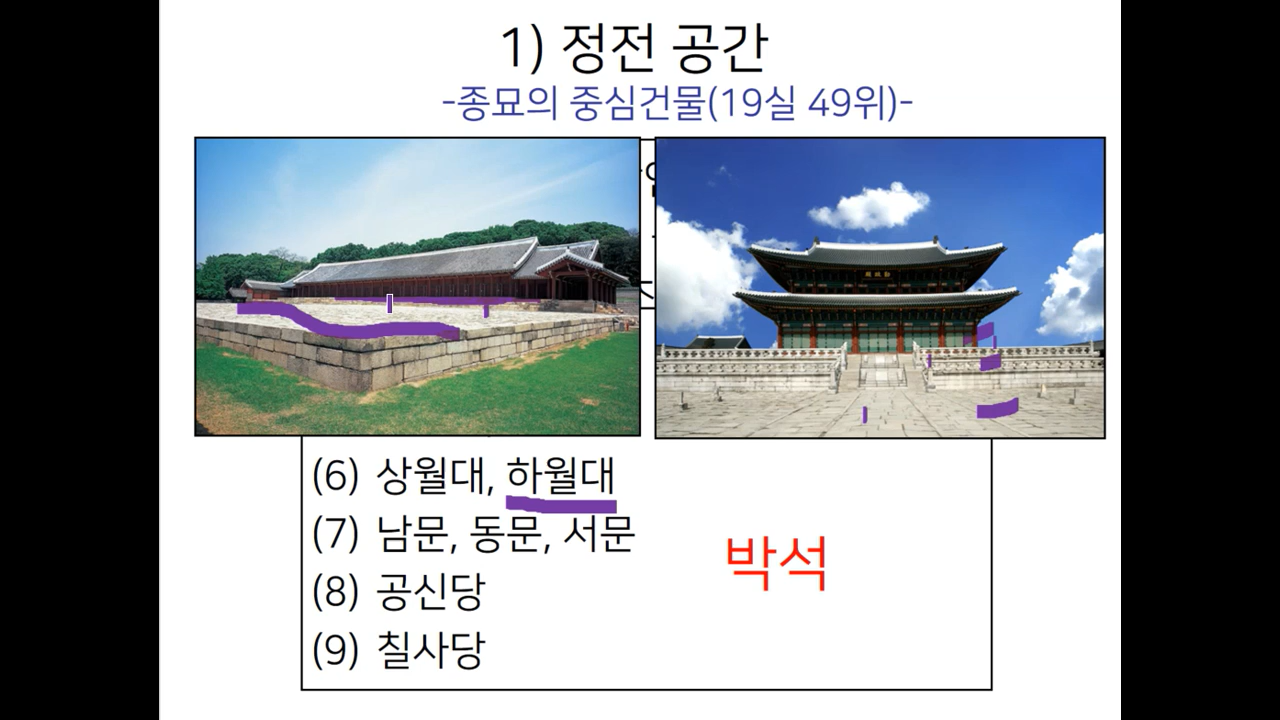 1) 정전 공간
-종묘의 중심건물(19실 49위)-
(6) 상월대, 하월대
(7) 남문, 동문, 서문
(8) 공신당
(9) 칠사당
박석